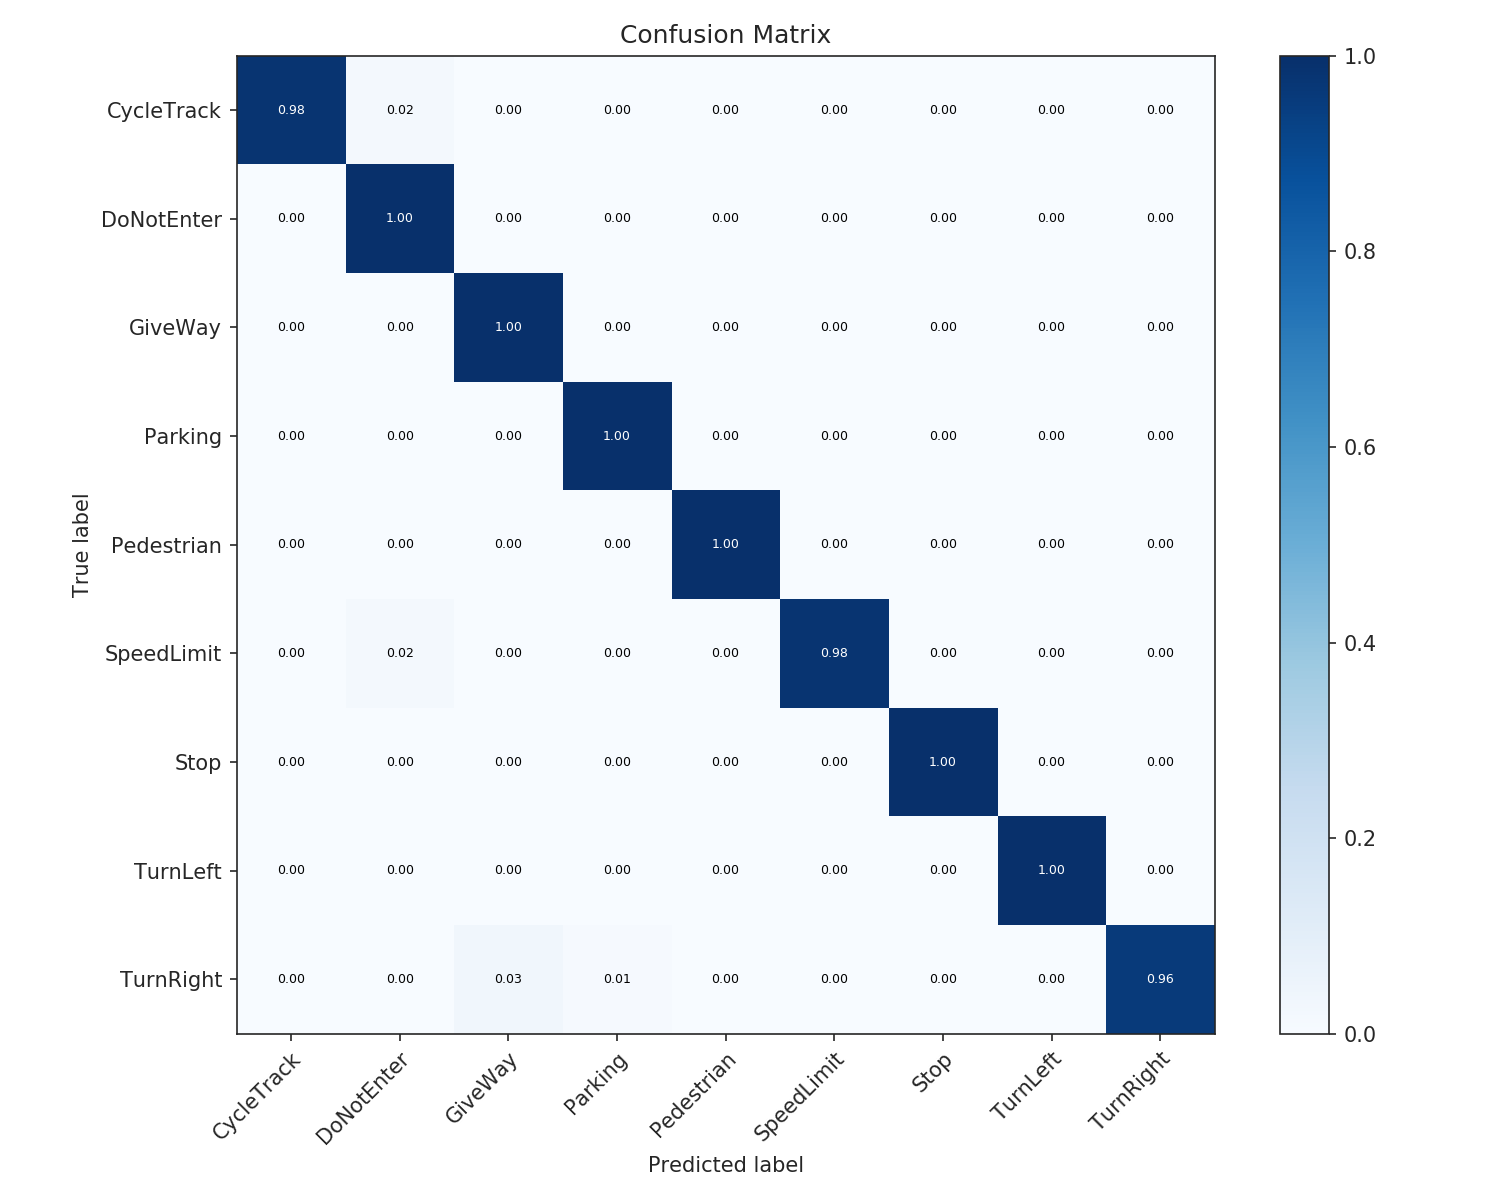 Confusion Matrix
CycleTrack 0.98 0.02 0.00 0.00 0.00 0.00 0.00 0.00 0.00
DoNotEnter 0.00 1.00 0.00 0.00 0.00 0.00 0.00 0.00 0.00
GiveWay 0.00 0.00 1.00 0.00 0.00 0.00 0.00 0.00 0.00
Parking 0.00 0.00 0.00 1.00 0.00 0.00 0.00 0.00 0.00
Pedestrian 0.00 0.00 0.00 0.00 1.00 0.00 0.00 0.00 0.00
SpeedLimit 0.00 0.02 0.00 0.00 0.00 0.98 0.00 0.00 0.00
Stop 0.00 0.00 0.00 0.00 0.00 0.00 1.00 0.00 0.00
TurnLeft 0.00 0.00 0.00 0.00 0.00 0.00 0.00 1.00 0.00
TurnRight 0.00 0.00 0.03 0.01 0.00 0.00 0.00 0.00 0.96
True label
CycleTrack DoNotEnter GiveWay Parking Pedestrian SpeedLimit Stop TurnLeft TurnRight
Predicted label
1.0
0.8
0.6
0.4
0.2
0.0